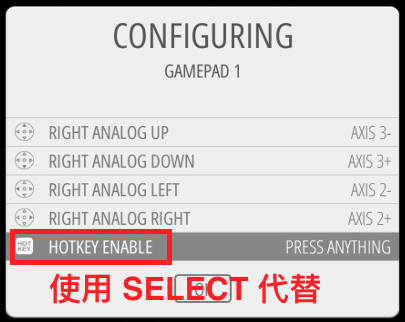 CONFIGURING
GAMEPAD 1
RIGHT ANALOG UP AXIS 3-
RIGHT ANALOG DOWN AXIS 3+
RIGHT ANALOG LEFT AXIS 2-
RIGHT ANALOG RIGHT AXIS 2+
HOT KEY HOTKEY ENABLE PRESS ANYTHING
使用 SELECT 代替